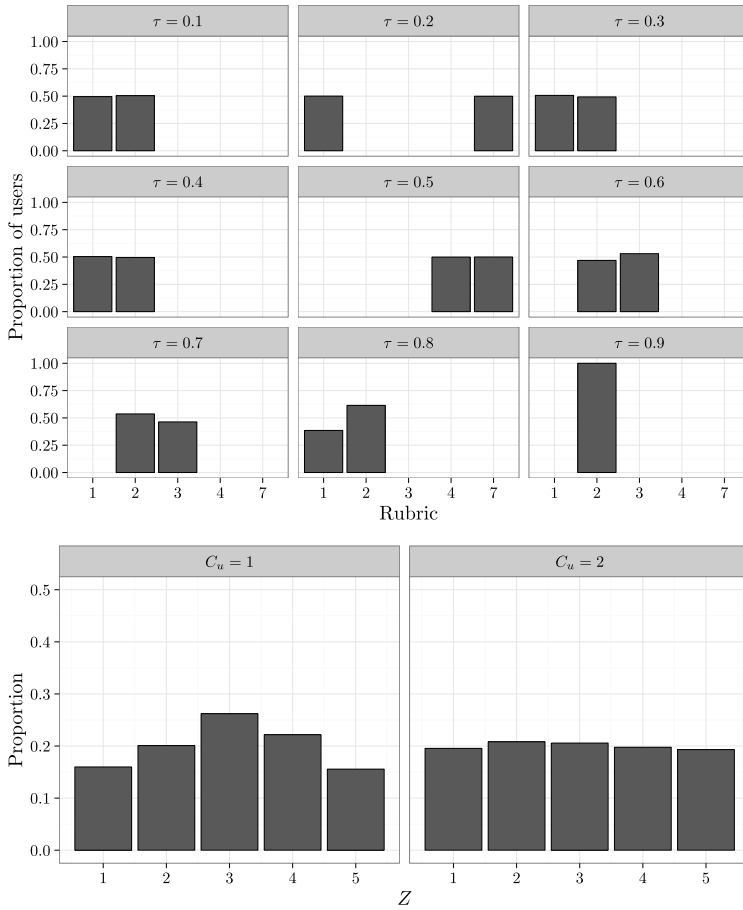 τ = 0.1 τ = 0.2 τ = 0.3
1.00
0.75
0.50
0.25
0.00
τ = 0.4 τ = 0.5 τ = 0.6
1.00
0.75
0.50
0.25
0.00
τ = 0.7 τ = 0.8 τ = 0.9
1.00
0.75
0.50
0.25
0.00
1 2 3 4 7 1 2 3 4 7 1 2 3 4 7
Rubric
Proportion of users
C_u = 1 C_u = 2
0.5
0.4
0.3
0.2
0.1
0.0
1 2 3 4 5 1 2 3 4 5
Z
Proportion